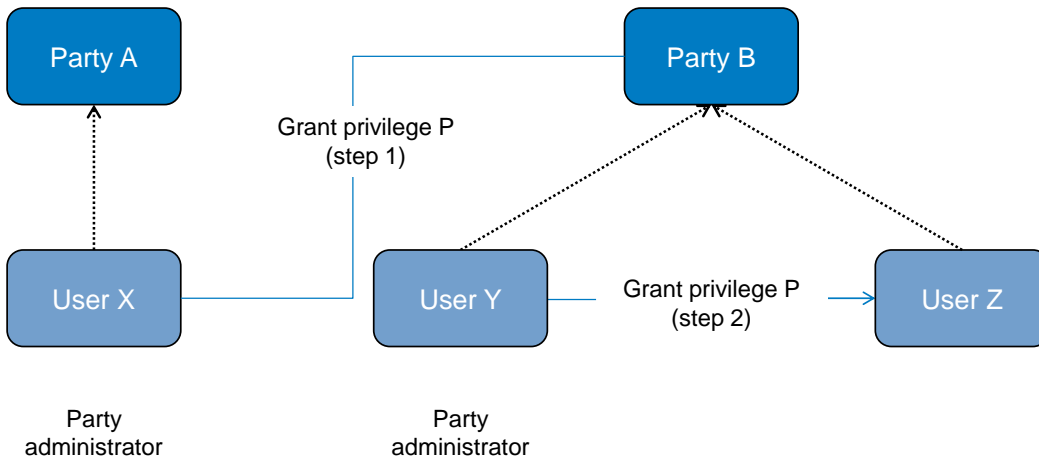 Party A
Party B
Grant privilege P
(step 1)
User X
User Y
Grant privilege P
(step 2)
User Z
Party
administrator
Party
administrator